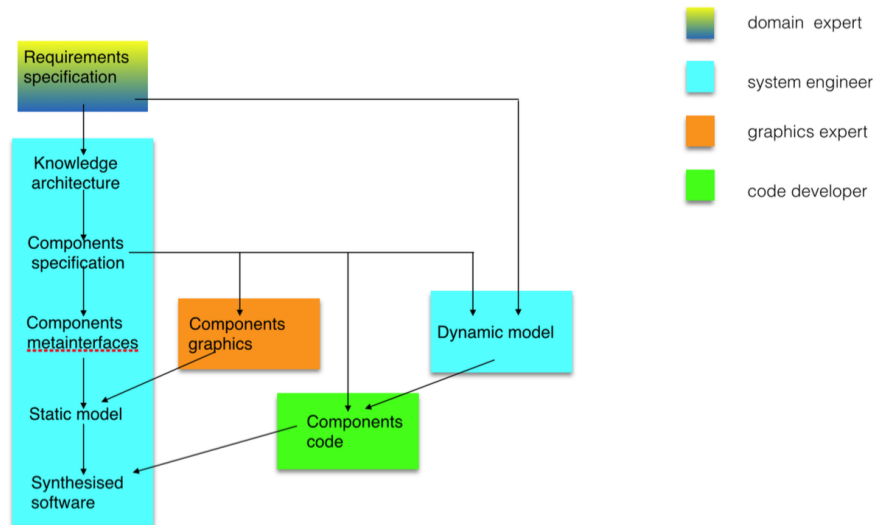 Requirements
specification
Knowledge
architecture
Components
specification
Components
metainterfaces
Static model
Synthesised
software
Components
graphics
Components
code
Dynamic model
domain expert
system engineer
graphics expert
code developer